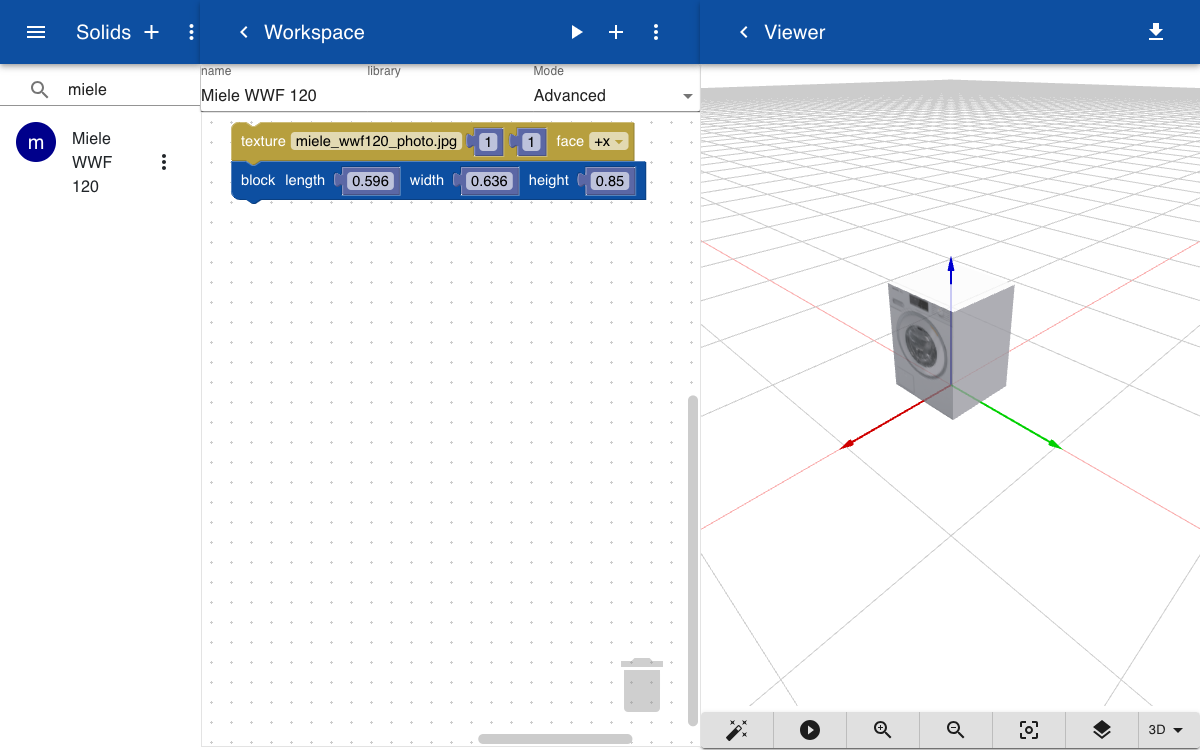 Solids
Workspace
Viewer
miele
name
library
Mode
Miele WWF 120
Advanced
m
Miele
WWF
120
texture miele_wwf120_photo.jpg 1 1 face +x
block length 0.596 width 0.636 height 0.85
3D